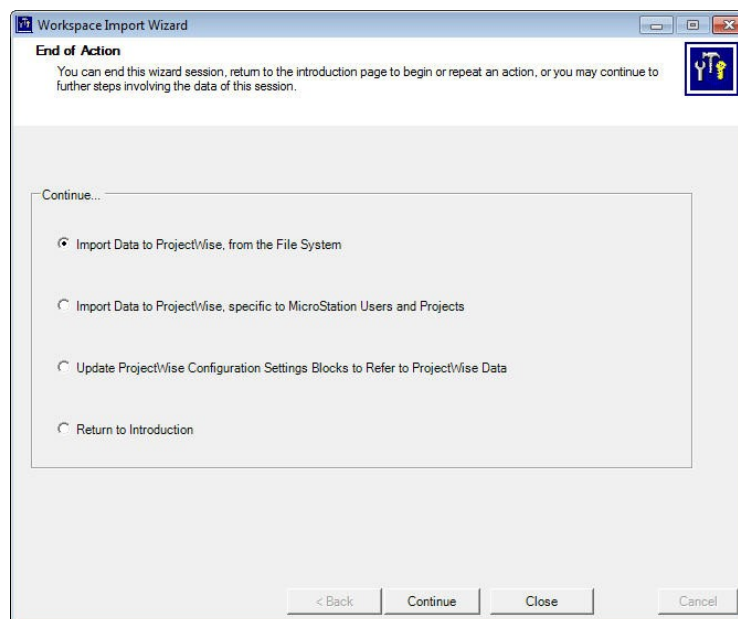 Workspace Import Wizard
End of Action
You can end this wizard session, return to the introduction page to begin or repeat an action, or you may continue to
further steps involving the data of this session.
Continue...
Import Data to ProjectWise, from the File System
Import Data to ProjectWise, specific to MicroStation Users and Projects
Update ProjectWise Configuration Settings Blocks to Refer to ProjectWise Data
Return to Introduction
< Back Continue Close Cancel